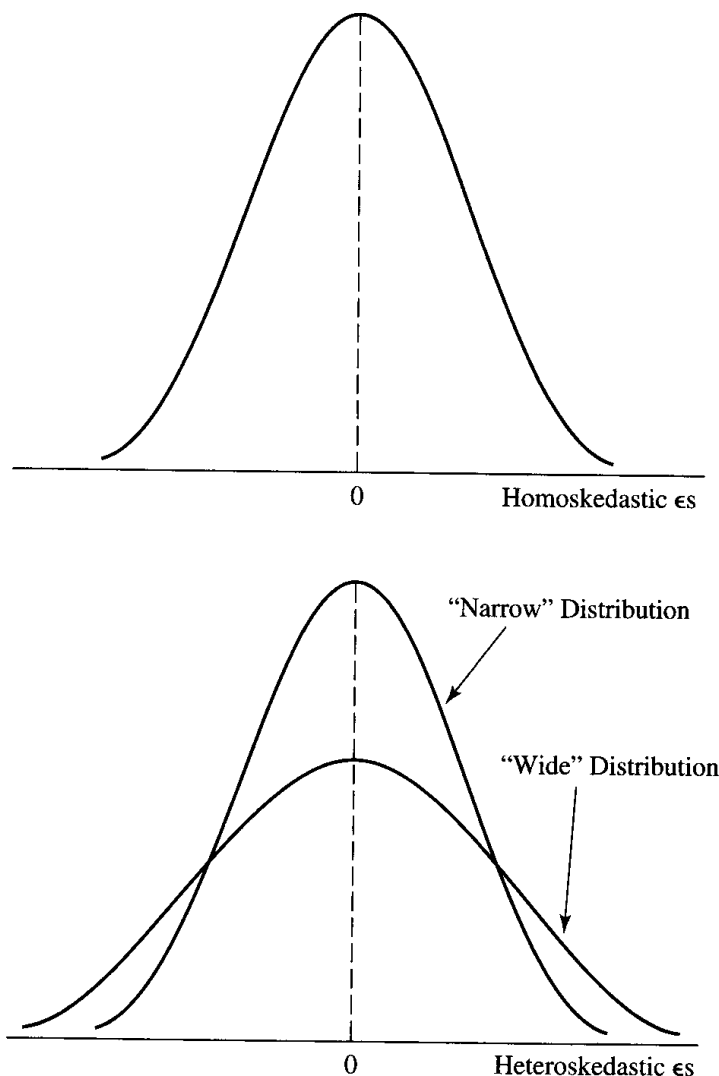 0
Homoskedastic ϵs
“Narrow” Distribution
“Wide” Distribution
0
Heteroskedastic ϵs